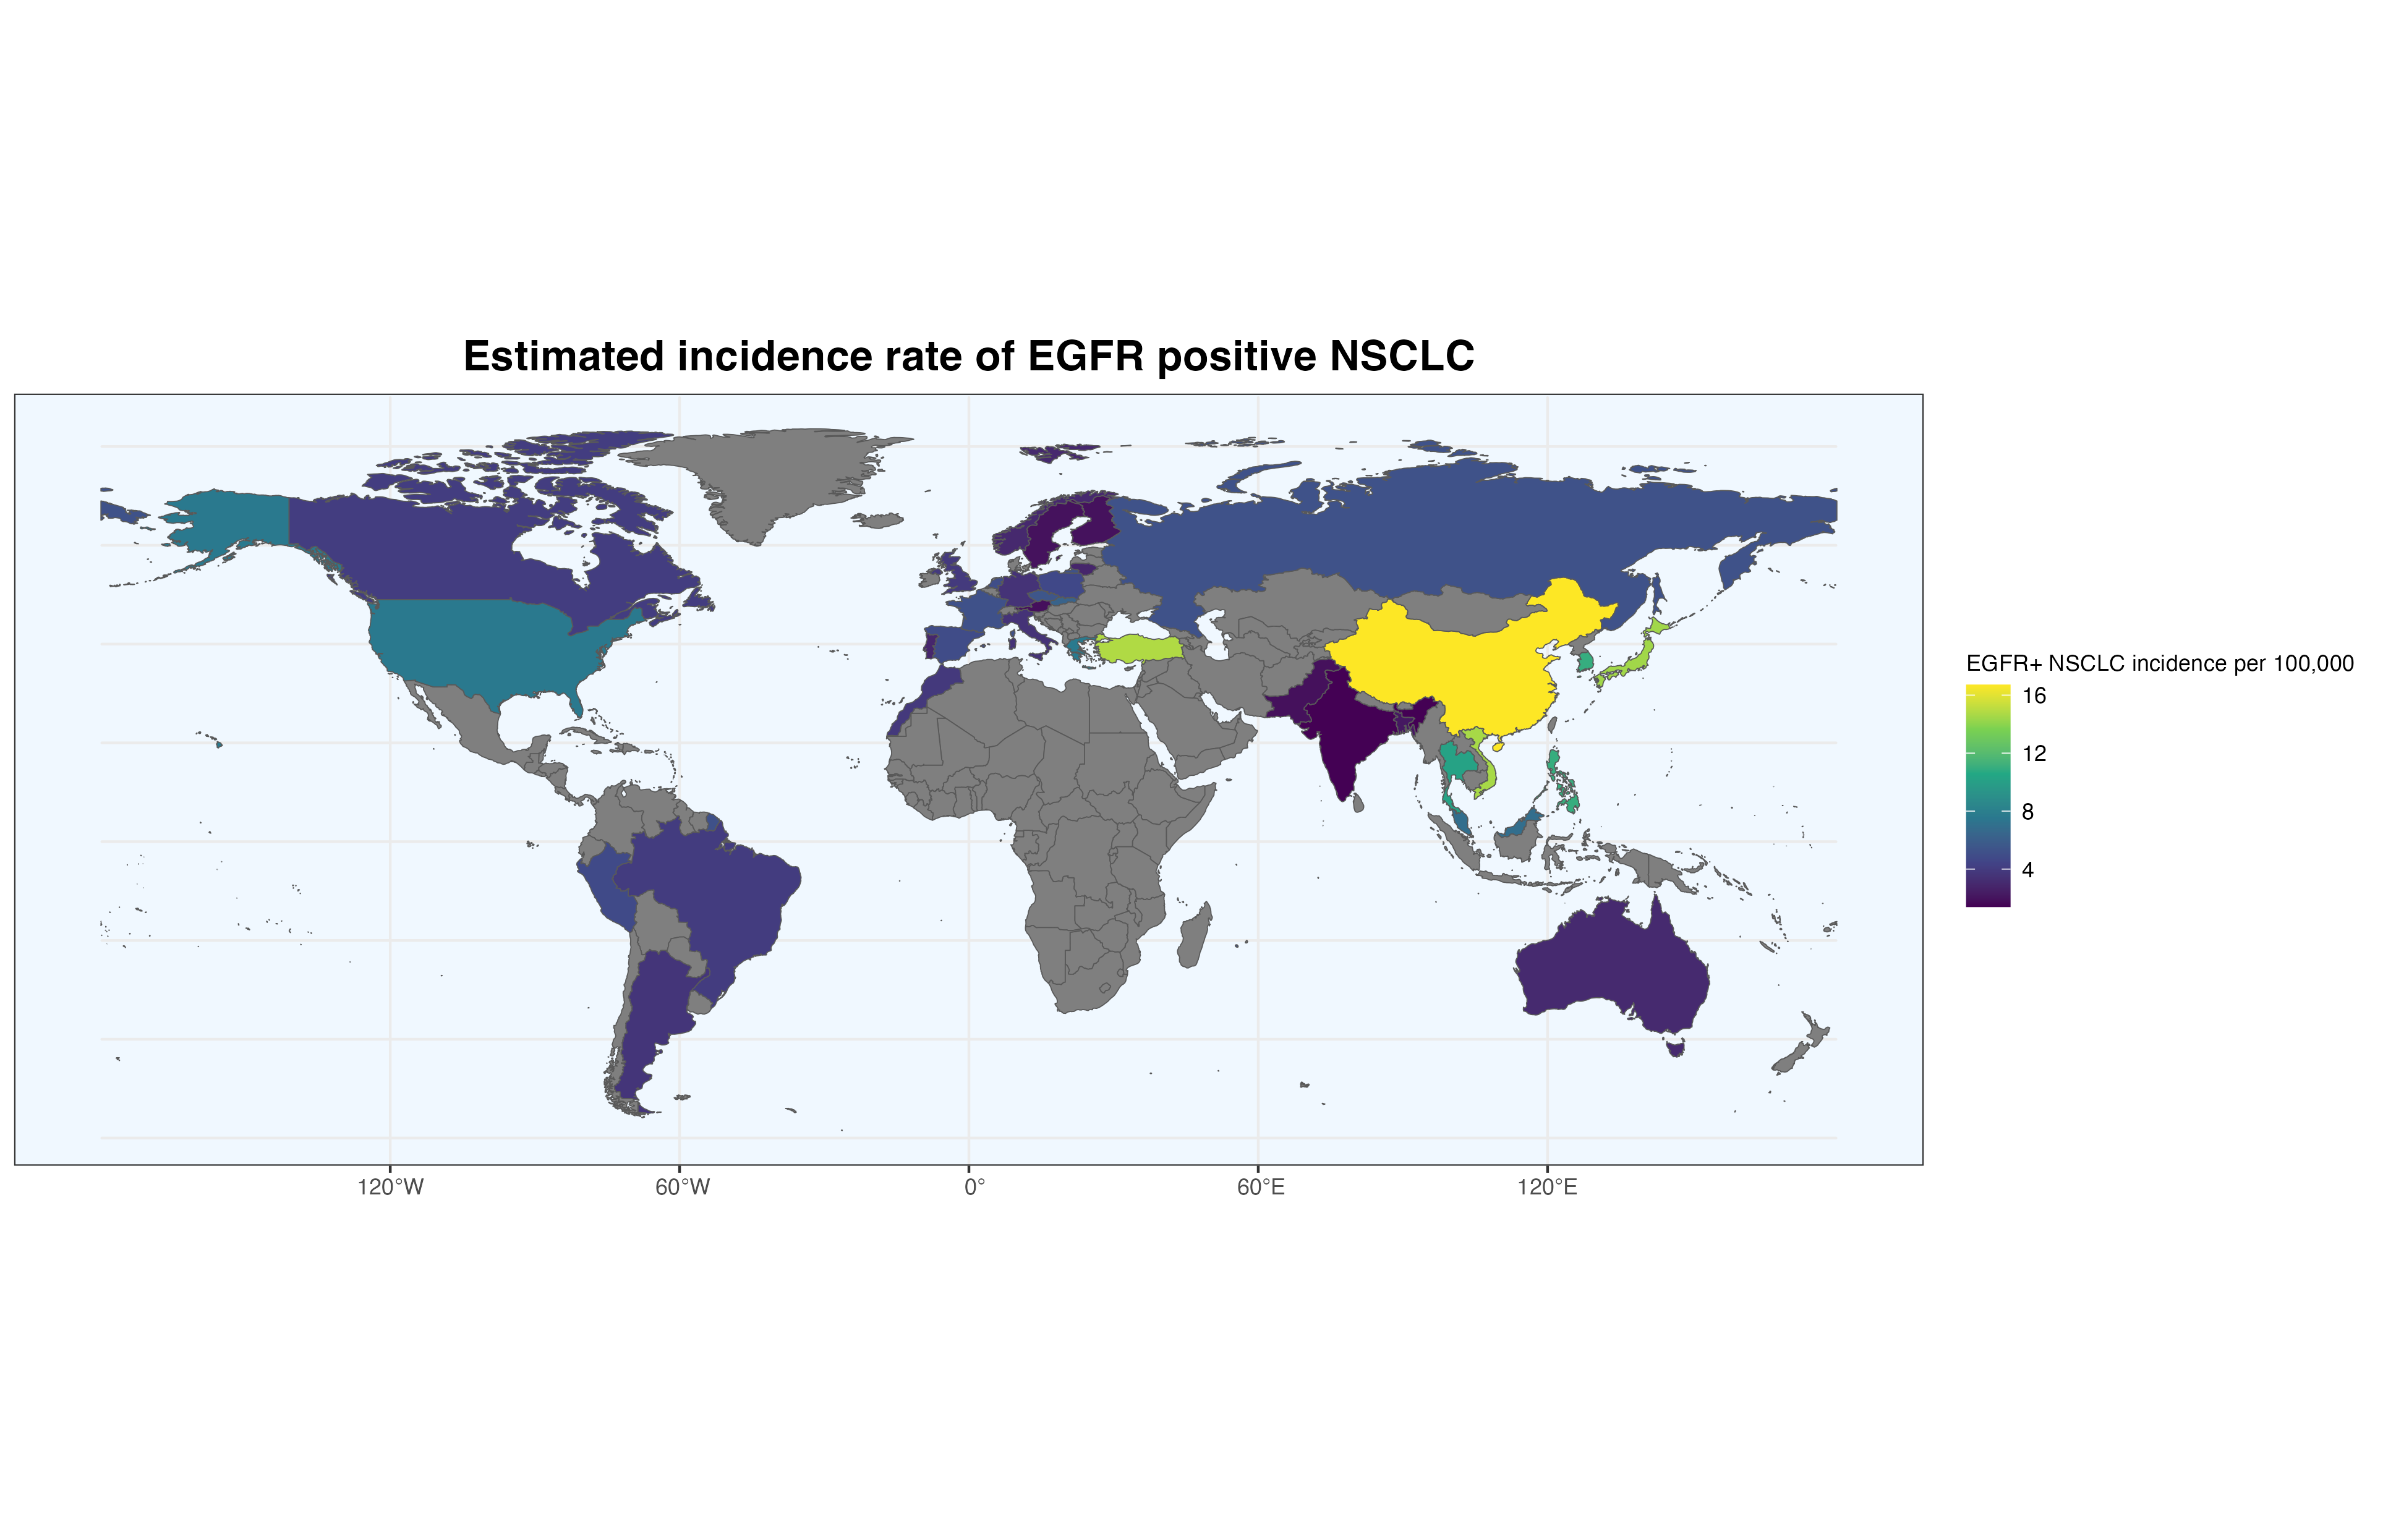 Estimated incidence rate of EGFR positive NSCLC
EGFR+ NSCLC incidence per 100,000
16
12
8
4
120°W
60°W
0°
60°E
120°E